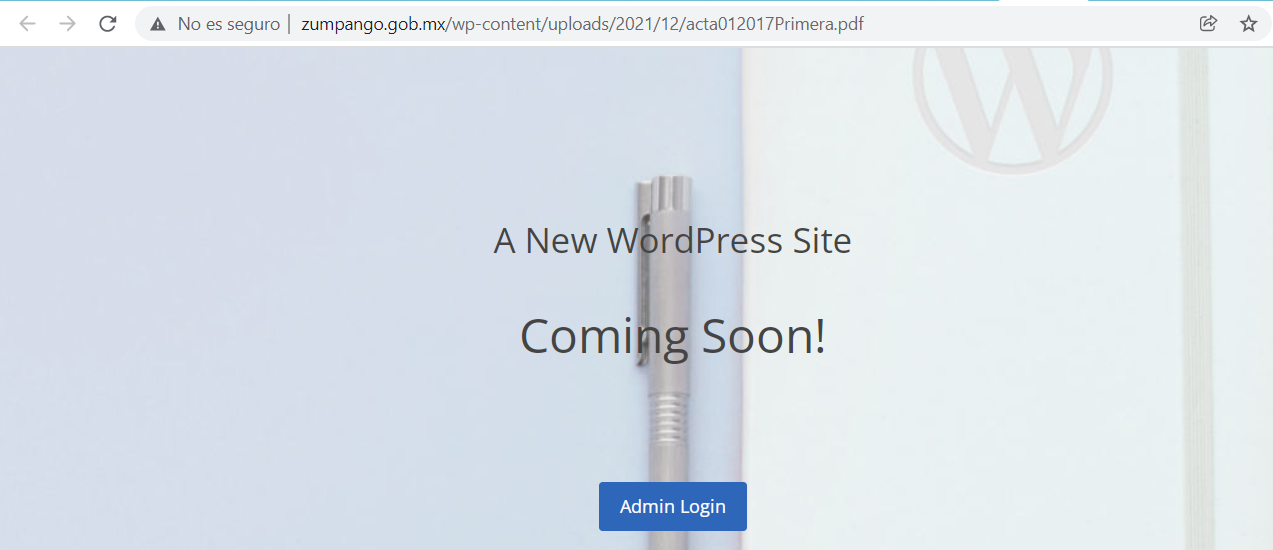 No es seguro | zumpango.gob.mx/wp-content/uploads/2021/12/acta012017Primera.pdf
A New WordPress Site
Coming Soon!
Admin Login